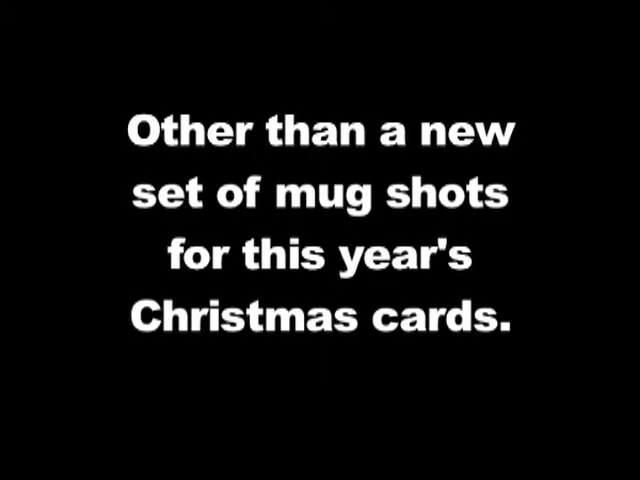 Other than a new
set of mug shots
for this year's
Christmas cards.